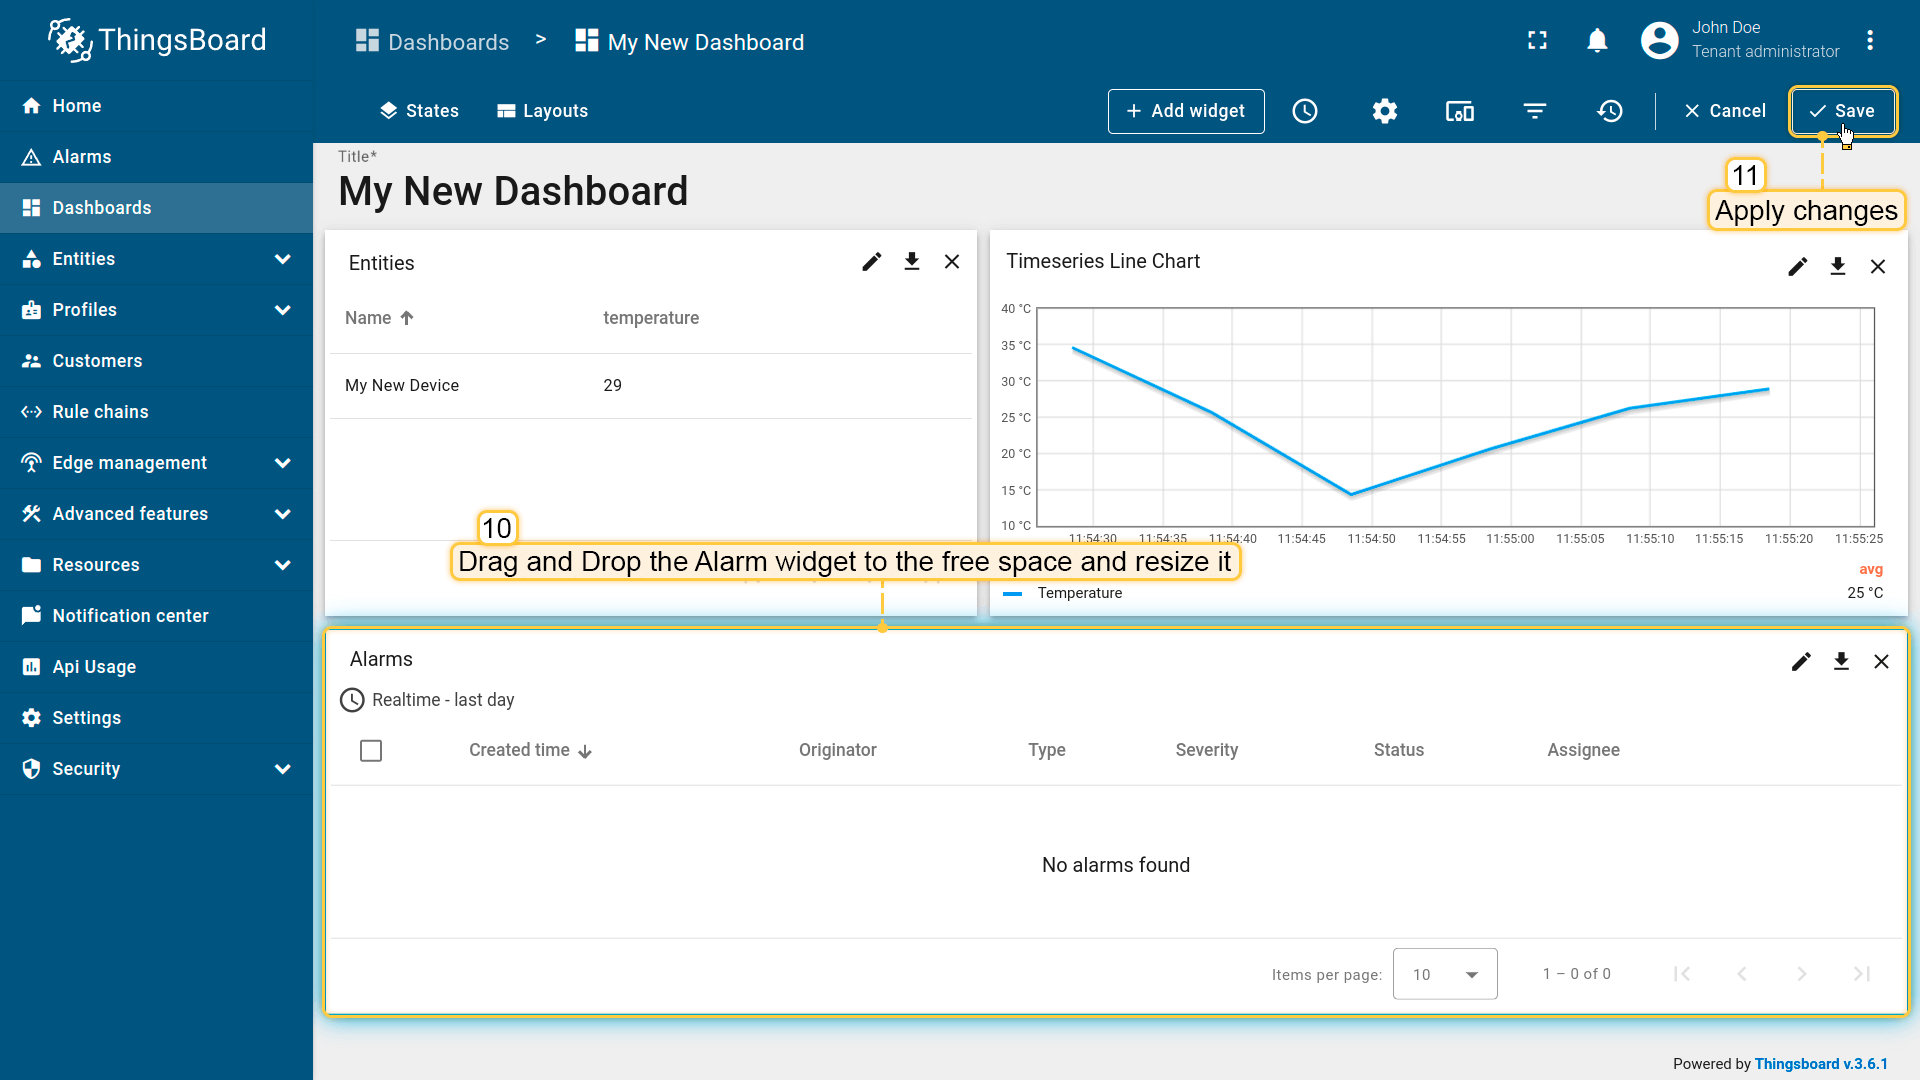 ThingsBoard
Dashboards > My New Dashboard
John Doe
Tenant administrator
Home
Alarms
Dashboards
Entities
Profiles
Customers
Rule chains
Edge management
Advanced features
Resources
Notification center
Api Usage
Settings
Security
States Layouts
+ Add widget
Cancel
Save
11
Apply changes
Title*
My New Dashboard
Entities
Name temperature
My New Device 29
Timeseries Line Chart
40 °C
35 °C
30 °C
25 °C
20 °C
15 °C
10 °C
11:54:30 11:54:35 11:54:40 11:54:45 11:54:50 11:54:55 11:55:00 11:55:05 11:55:10 11:55:15 11:55:20 11:55:25
avg
Temperature 25 °C
10
Drag and Drop the Alarm widget to the free space and resize it
Alarms
Realtime - last day
Created time Originator Type Severity Status Assignee
No alarms found
Items per page: 10 1 – 0 of 0
Powered by Thingsboard v.3.6.1